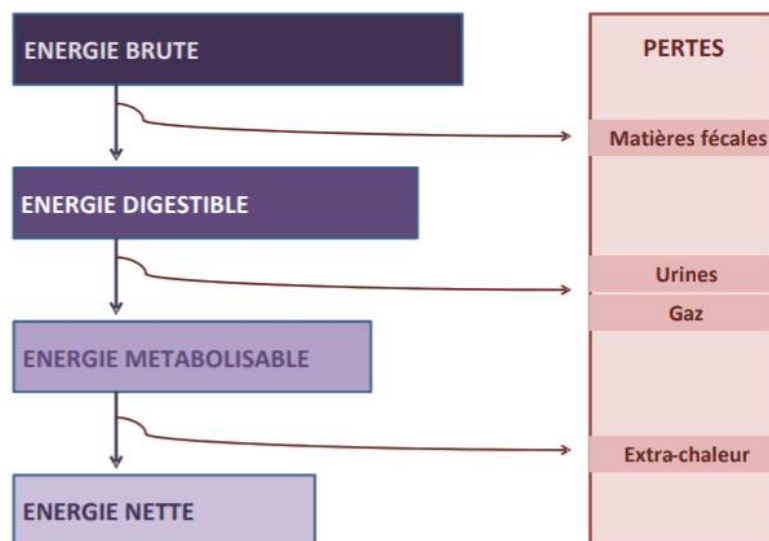 ENERGIE BRUTE
PERTES
Matières fécales
ENERGIE DIGESTIBLE
Urines
Gaz
ENERGIE METABOLISABLE
Extra-chaleur
ENERGIE NETTE